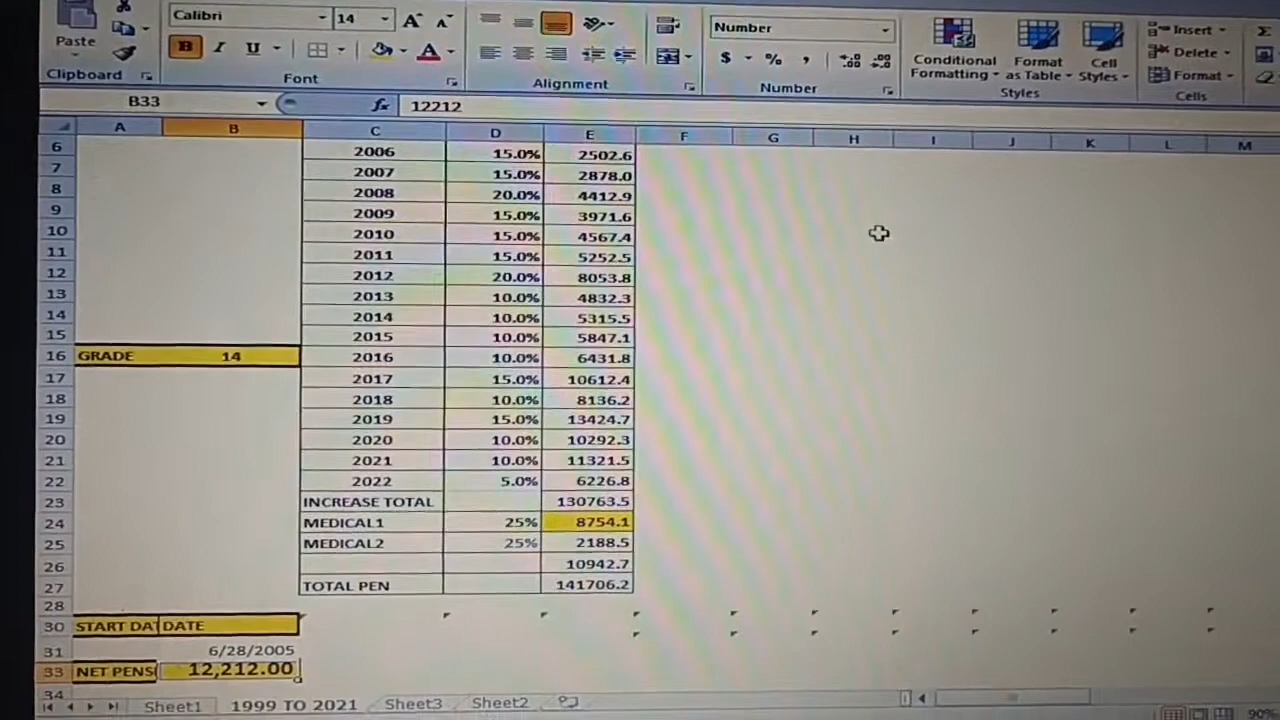 Calibri 14 A A Number Insert Σ
Paste B I U A $ % , Conditional Formatting Format as Table Cell Styles Delete
Format
Clipboard Font Alignment Number Styles Cells
B33 fx 12212
A B C D E F G H I J K L M
6 2006 15.0% 2502.6
7 2007 15.0% 2878.0
8 2008 20.0% 4412.9
9 2009 15.0% 3971.6
10 2010 15.0% 4567.4
11 2011 15.0% 5252.5
12 2012 20.0% 8053.8
13 2013 10.0% 4832.3
14 2014 10.0% 5315.5
15 2015 10.0% 5847.1
16 GRADE 14 2016 10.0% 6431.8
17 2017 15.0% 10612.4
18 2018 10.0% 8136.2
19 2019 15.0% 13424.7
20 2020 10.0% 10292.3
21 2021 10.0% 11321.5
22 2022 5.0% 6226.8
23 INCREASE TOTAL 130763.5
24 MEDICAL1 25% 8754.1
25 MEDICAL2 25% 2188.5
26 10942.7
27 TOTAL PEN 141706.2
28
30 START DAT DATE
31 6/28/2005
33 NET PENS 12,212.00
34
Sheet1 1999 TO 2021 Sheet3 Sheet2
90%